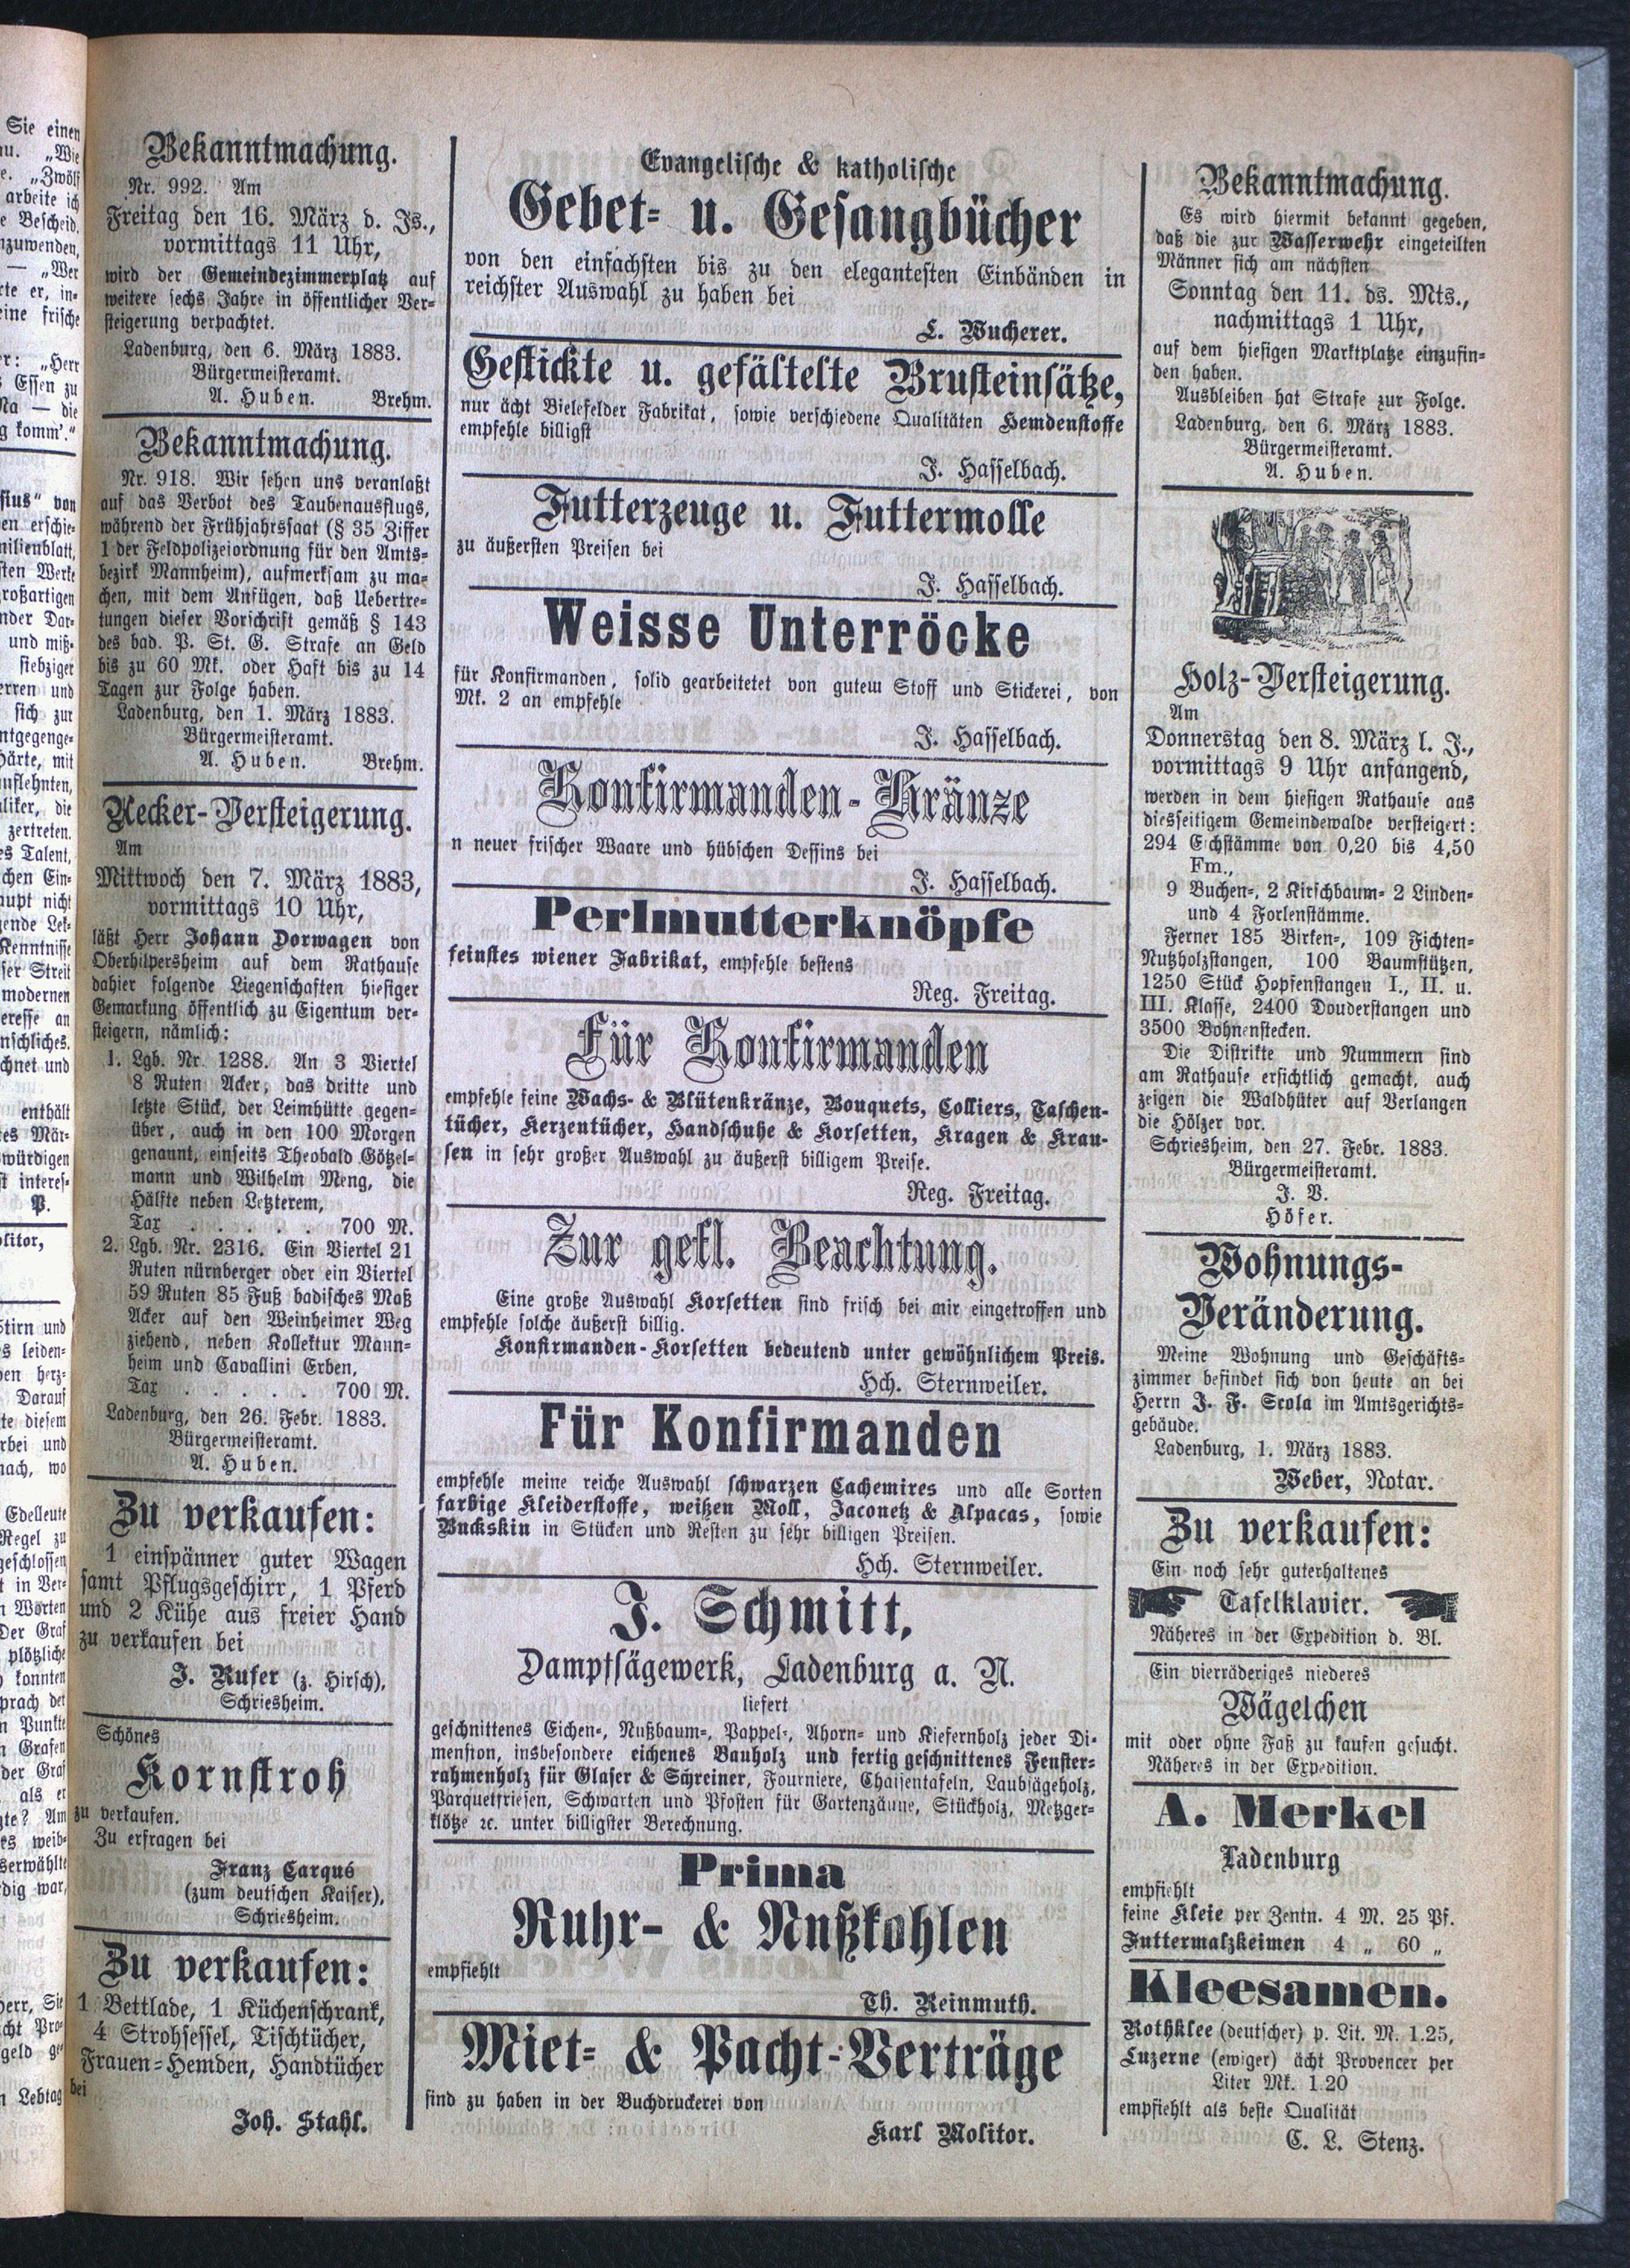 Bekanntmachung.
Nr. 992. Am
Freitag den 16. März d. Js.,
vormittags 11 Uhr,
wird der Gemeindezimmerplatz auf
weitere sechs Jahre in öffentlicher Ver-
steigerung verpachtet.
Ladenburg, den 6. März 1883.
Bürgermeisteramt.
A. Huben. Brehm.
Bekanntmachung.
Nr. 918. Wir sehen uns veranlaßt
auf das Verbot des Taubenausflugs,
während der Frühjahrssaat (§ 35 Ziffer
1 der Feldpolizeiordnung für den Amts-
bezirk Mannheim), aufmerksam zu ma-
chen, mit dem Anfügen, daß Uebertre-
tungen dieser Vorschrift gemäß § 143
des bad. P. St. G. Strafe an Geld
bis zu 60 Mk. oder Haft bis zu 14
Tagen zur Folge haben.
Ladenburg, den 1. März 1883.
Bürgermeisteramt.
A. Huben. Brehm.
Aecker-Versteigerung.
Am
Mittwoch den 7. März 1883,
vormittags 10 Uhr,
läßt Herr Johann Dorwagen von
Oberhilpersheim auf dem Rathause
dahier folgende Liegenschaften hiesiger
Gemarkung öffentlich zu Eigentum ver-
steigern, nämlich:
1. Lgb. Nr. 1288. An 3 Viertel
8 Ruten Acker, das dritte und
letzte Stück, der Leimhütte gegen-
über, auch in den 100 Morgen
genannt, einseits Theobald Götzel-
mann und Wilhelm Meng, die
Hälfte neben Letzterem,
Tax . . . . . 700 M.
2. Lgb. Nr. 2316. Ein Viertel 21
Ruten nürnberger oder ein Viertel
59 Ruten 85 Fuß badisches Maß
Acker auf den Weinheimer Weg
ziehend, neben Kollektur Mann-
heim und Cavallini Erben,
Tax . . . . . 700 M.
Ladenburg, den 26. Febr. 1883.
Bürgermeisteramt.
A. Huben.
Zu verkaufen:
1 einspänner guter Wagen
samt Pflugsgeschirr, 1 Pferd
und 2 Kühe aus freier Hand
zu verkaufen bei
J. Rufer (z. Hirsch),
Schriesheim.
Schönes
Kornstroh
zu verkaufen.
Zu erfragen bei
Franz Carqué
(zum deutschen Kaiser),
Schriesheim.
Zu verkaufen:
1 Bettlade, 1 Küchenschrank,
4 Strohsessel, Tischtücher,
Frauen-Hemden, Handtücher
bei
Joh. Stahl.
Evangelische & katholische
Gebet- u. Gesangbücher
von den einfachsten bis zu den elegantesten Einbänden in
reichster Auswahl zu haben bei
L. Wucherer.
Gestickte u. gefältelte Brusteinsätze,
nur ächt Bielefelder Fabrikat, sowie verschiedene Qualitäten Hemdenstoffe
empfehle billigst
J. Hasselbach.
Futterzeuge u. Futtermolle
zu äußersten Preisen bei
J. Hasselbach.
Weisse Unterröcke
für Konfirmanden, solid gearbeitetet von gutem Stoff und Stickerei, von
Mk. 2 an empfehle
J. Hasselbach.
Konfirmanden-Kränze
n neuer frischer Waare und hübschen Dessins bei
J. Hasselbach.
Perlmutterknöpfe
feinstes wiener Fabrikat, empfehle bestens
Reg. Freitag.
Für Konfirmanden
empfehle feine Wachs- & Blütenkränze, Bouquets, Colliers, Taschen-
tücher, Kerzentücher, Handschuhe & Korsetten, Kragen & Krau-
sen in sehr großer Auswahl zu äußerst billigem Preise.
Reg. Freitag.
Zur gefl. Beachtung.
Eine große Auswahl Korsetten sind frisch bei mir eingetroffen und
empfehle solche äußerst billig.
Konfirmanden-Korsetten bedeutend unter gewöhnlichem Preis.
Hch. Sternweiler.
Für Konfirmanden
empfehle meine reiche Auswahl schwarzen Cachemires und alle Sorten
farbige Kleiderstoffe, weißen Moll, Jaconetz & Alpacas, sowie
Buckskin in Stücken und Resten zu sehr billigen Preisen.
Hch. Sternweiler.
J. Schmitt,
Dampfsägewerk, Ladenburg a. N.
liefert
geschnittenes Eichen-, Nußbaum-, Pappel-, Ahorn- und Kiefernholz jeder Di-
menston, insbesondere eichenes Bauholz und fertig geschnittenes Fenster-
rahmenholz für Glaser & Schreiner, Fourniere, Chaisentafeln, Laubsägeholz,
Parquetfriesen, Schwarten und Pfosten für Gartenzäune, Stückholz, Metzger-
klötze ꝛc. unter billigster Berechnung.
Prima
Ruhr- & Nußkohlen
empfiehlt
Th. Reinmuth.
Miet- & Pacht-Verträge
sind zu haben in der Buchdruckerei von
Karl Molitor.
Bekanntmachung.
Es wird hiermit bekannt gegeben,
daß die zur Wasserwehr eingeteilten
Männer sich am nächsten
Sonntag den 11. ds. Mts.,
nachmittags 1 Uhr,
auf dem hiesigen Marktplatze einzufin-
den haben.
Ausbleiben hat Strafe zur Folge.
Ladenburg, den 6. März 1883.
Bürgermeisteramt.
A. Huben.
Holz-Versteigerung.
Am
Donnerstag den 8. März l. J.,
vormittags 9 Uhr anfangend,
werden in dem hiesigen Rathause aus
diesseitigem Gemeindewalde versteigert:
294 Eichstämme von 0,20 bis 4,50
Fm.,
9 Buchen-, 2 Kirschbaum- 2 Linden-
und 4 Forlenstämme.
Ferner 185 Birken-, 109 Fichten-
Nutzholzstangen, 100 Baumstützen,
1250 Stück Hopfenstangen I., II. u.
III. Klasse, 2400 Douderstangen und
3500 Bohnenstecken.
Die Distrikte und Nummern sind
am Rathause ersichtlich gemacht, auch
zeigen die Waldhüter auf Verlangen
die Hölzer vor.
Schriesheim, den 27. Febr. 1883.
Bürgermeisteramt.
J. V.
Höfer.
Wohnungs-
Veränderung.
Meine Wohnung und Geschäfts-
zimmer befindet sich von heute an bei
Herrn J. F. Scola im Amtsgerichts-
gebäude.
Ladenburg, 1. März 1883.
Weber, Notar.
Zu verkaufen:
Ein noch sehr guterhaltenes
Tafelklavier.
Näheres in der Expedition d. Bl.
Ein vierräderiges niederes
Wägelchen
mit oder ohne Faß zu kaufen gesucht.
Näheres in der Expedition.
A. Merkel
Ladenburg
empfiehlt
feine Kleie per Zentn. 4 M. 25 Pf.
Futtermalzkeimen 4 „ 60 „
Kleesamen.
Rothklee (deutscher) p. Lit. M. 1.25,
Luzerne (ewiger) ächt Provencer per
Liter Mk. 1.20
empfiehlt als beste Qualität
C. L. Stenz.